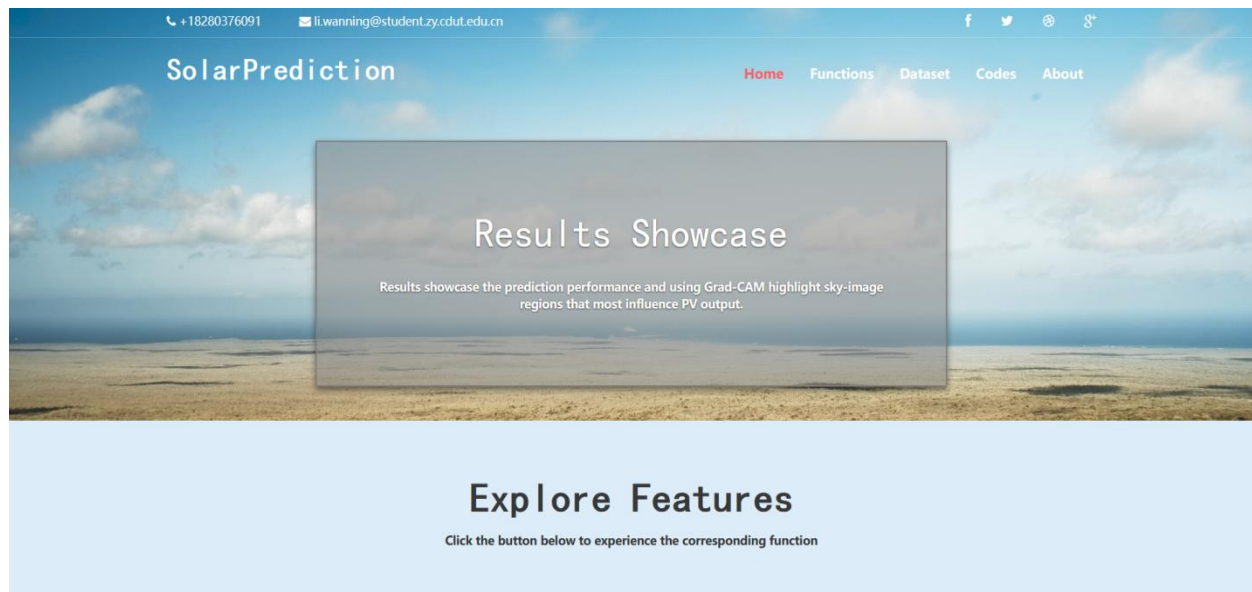 +18280376091 li.wanning@student.zy.cdut.edu.cn
SolarPrediction
Home Functions Dataset Codes About
Results Showcase
Results showcase the prediction performance and using Grad-CAM highlight sky-image
regions that most influence PV output.
Explore Features
Click the button below to experience the corresponding function